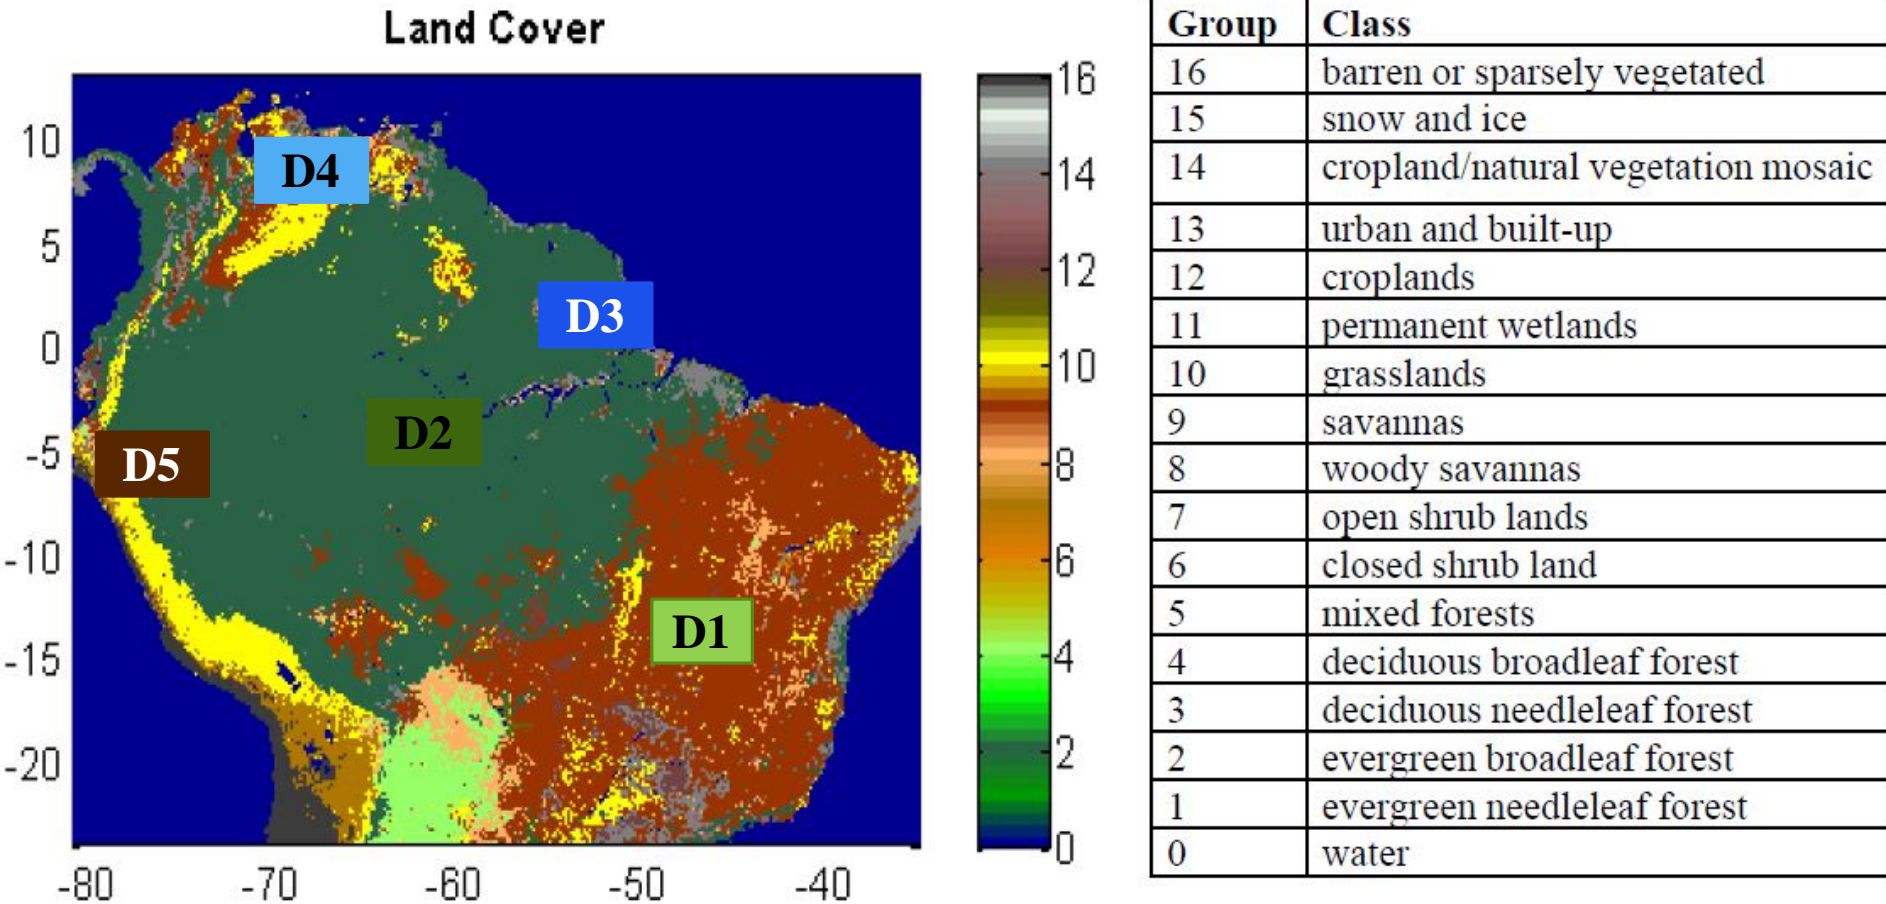 Land Cover
10
5
0
-5
-10
-15
-20
-80
-70
-60
-50
-40
D4
D3
D2
D5
D1
16
14
12
10
8
6
4
2
0
Group Class
16 barren or sparsely vegetated
15 snow and ice
14 cropland/natural vegetation mosaic
13 urban and built-up
12 croplands
11 permanent wetlands
10 grasslands
9 savannas
8 woody savannas
7 open shrub lands
6 closed shrub land
5 mixed forests
4 deciduous broadleaf forest
3 deciduous needleleaf forest
2 evergreen broadleaf forest
1 evergreen needleleaf forest
0 water